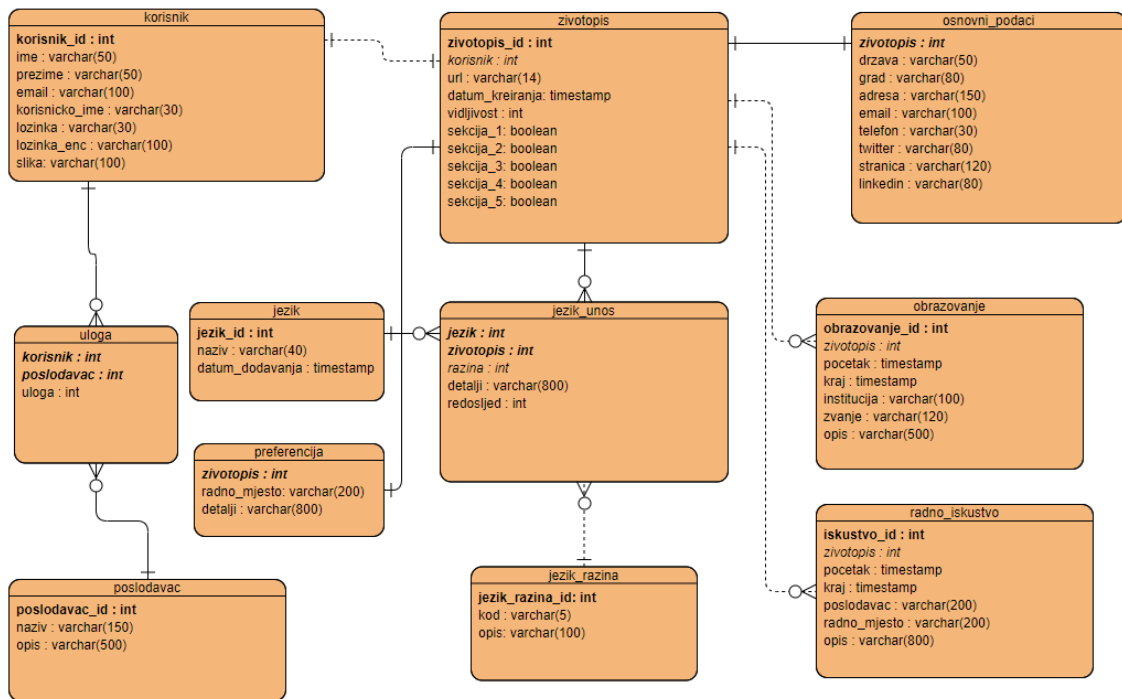 korisnik
korisnik_id : int
ime : varchar(50)
prezime : varchar(50)
email : varchar(100)
korisnicko_ime : varchar(30)
lozinka : varchar(30)
lozinka_enc : varchar(100)
slika: varchar(100)
zivotopis
zivotopis_id : int
korisnik : int
url : varchar(14)
datum_kreiranja: timestamp
vidljivost : int
sekcija_1: boolean
sekcija_2: boolean
sekcija_3: boolean
sekcija_4: boolean
sekcija_5: boolean
osnovni_podaci
zivotopis : int
drzava : varchar(50)
grad : varchar(80)
adresa : varchar(150)
email : varchar(100)
telefon : varchar(30)
twitter : varchar(80)
stranica : varchar(120)
linkedin : varchar(80)
uloga
korisnik : int
poslodavac : int
uloga : int
jezik
jezik_id : int
naziv : varchar(40)
datum_dodavanja : timestamp
jezik_unos
jezik : int
zivotopis : int
razina : int
detalji : varchar(800)
redosljed : int
obrazovanje
obrazovanje_id : int
zivotopis : int
pocetak : timestamp
kraj : timestamp
institucija : varchar(100)
zvanje : varchar(120)
opis : varchar(500)
preferencija
zivotopis : int
radno_mjesto: varchar(200)
detalji : varchar(800)
radno_iskustvo
iskustvo_id : int
zivotopis : int
pocetak : timestamp
kraj : timestamp
poslodavac : varchar(200)
radno_mjesto : varchar(200)
opis : varchar(800)
poslodavac
poslodavac_id : int
naziv : varchar(150)
opis : varchar(500)
jezik_razina
jezik_razina_id: int
kod : varchar(5)
opis: varchar(100)